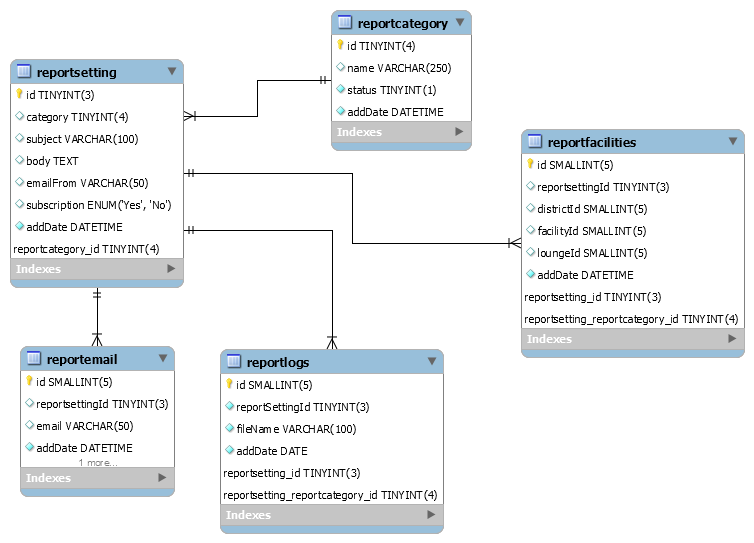 reportcategory
id TINYINT(4)
name VARCHAR(250)
status TINYINT(1)
addDate DATETIME
Indexes
reportsetting
id TINYINT(3)
category TINYINT(4)
subject VARCHAR(100)
body TEXT
emailFrom VARCHAR(50)
subscription ENUM('Yes', 'No')
addDate DATETIME
reportcategory_id TINYINT(4)
Indexes
reportfacilities
id SMALLINT(5)
reportsettingId TINYINT(3)
districtId SMALLINT(5)
facilityId SMALLINT(5)
loungeId SMALLINT(5)
addDate DATETIME
reportsetting_id TINYINT(3)
reportsetting_reportcategory_id TINYINT(4)
Indexes
reportemail
id SMALLINT(5)
reportsettingId TINYINT(3)
email VARCHAR(50)
addDate DATETIME
1 more...
Indexes
reportlogs
id SMALLINT(5)
reportSettingId TINYINT(3)
fileName VARCHAR(100)
addDate DATE
reportsetting_id TINYINT(3)
reportsetting_reportcategory_id TINYINT(4)
Indexes